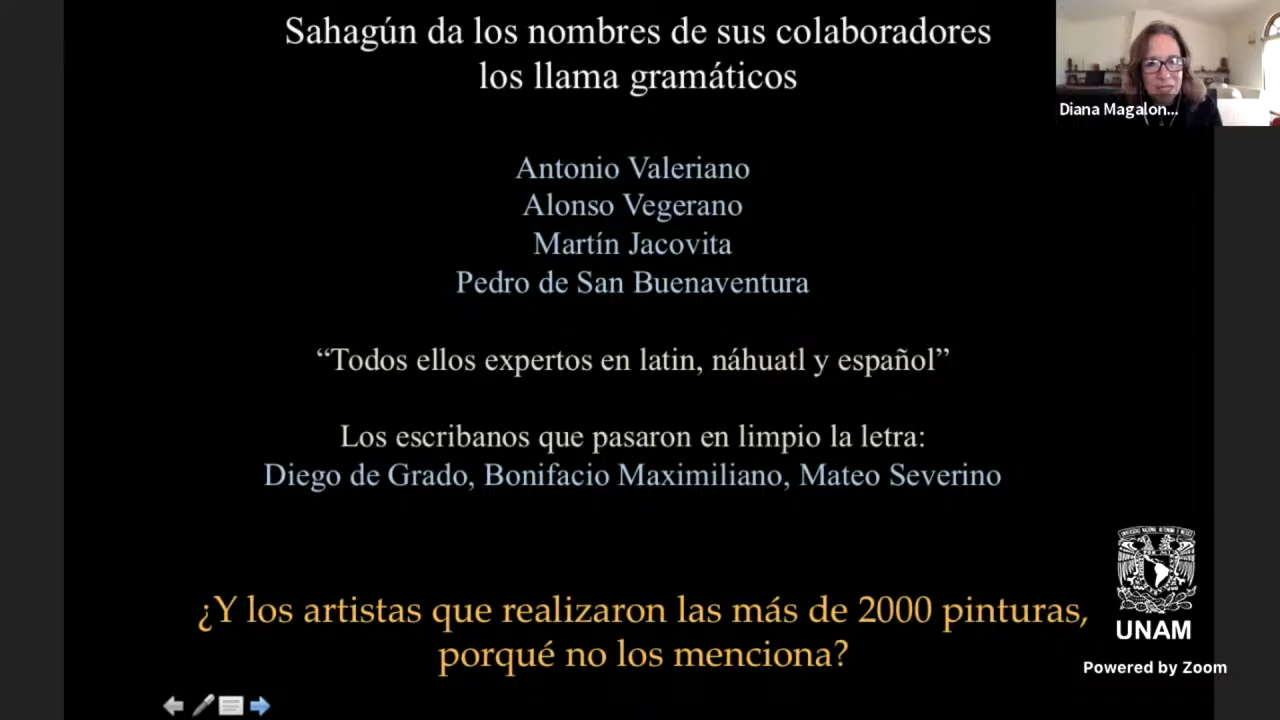 Sahagún da los nombres de sus colaboradores
los llama gramáticos
Diana Magalon...
Antonio Valeriano
Alonso Vegerano
Martín Jacovita
Pedro de San Buenaventura
“Todos ellos expertos en latin, náhuatl y español”
Los escribanos que pasaron en limpio la letra:
Diego de Grado, Bonifacio Maximiliano, Mateo Severino
¿Y los artistas que realizaron las más de 2000 pinturas,
porqué no los menciona?
UNAM
Powered by Zoom